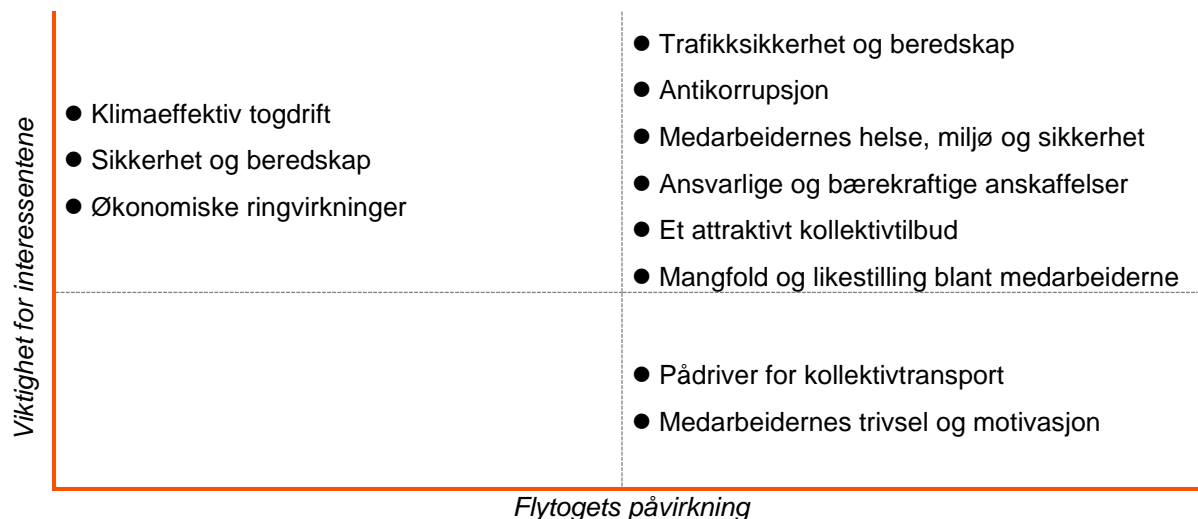 Viktighet for interessentene
● Klimaeffektiv togdrift
● Sikkerhet og beredskap
● Økonomiske ringvirkninger
● Trafikksikkerhet og beredskap
● Antikorrupsjon
● Medarbeidernes helse, miljø og sikkerhet
● Ansvarlige og bærekraftige anskaffelser
● Et attraktivt kollektivtilbud
● Mangfold og likestilling blant medarbeiderne
● Pådriver for kollektivtransport
● Medarbeidernes trivsel og motivasjon
Flytogets påvirkning